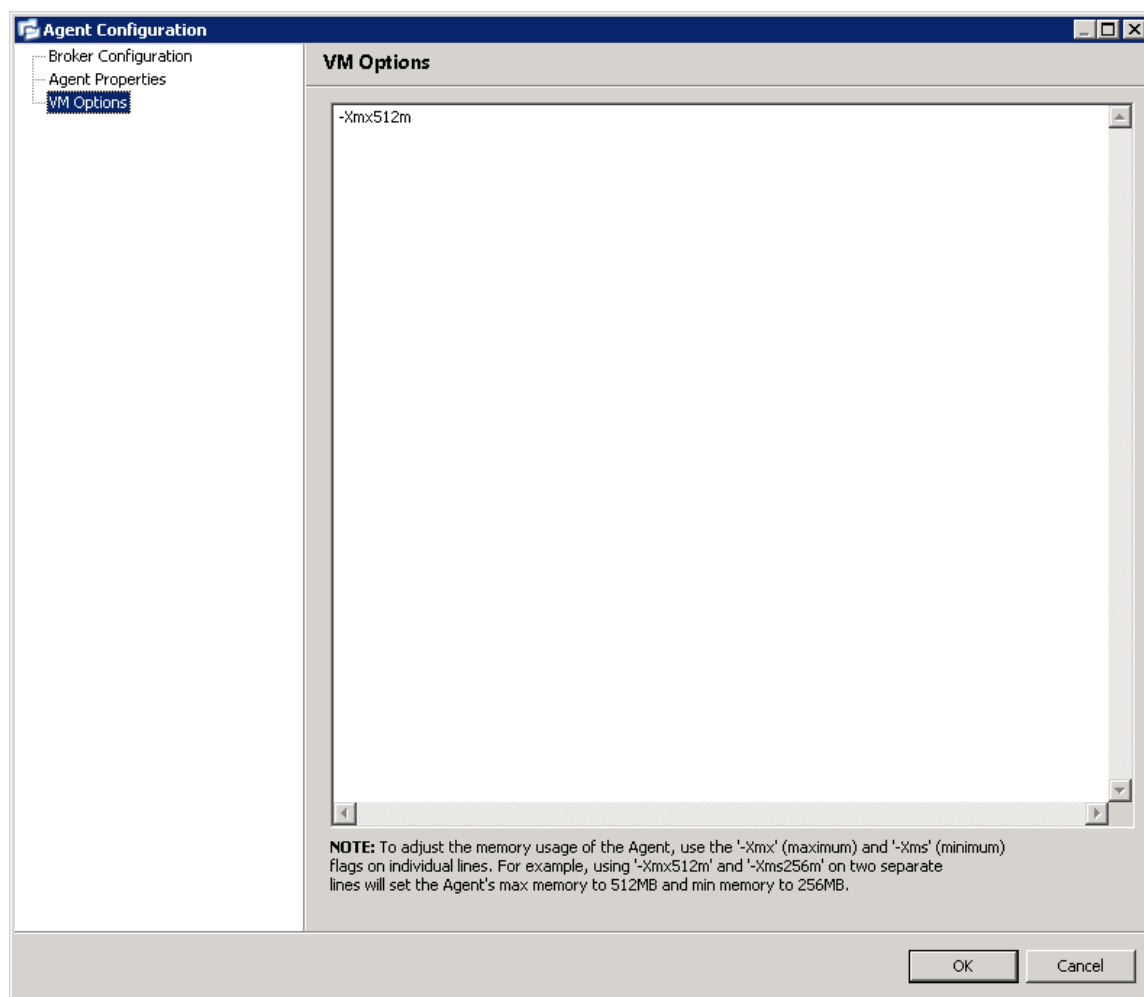 Agent Configuration
Broker Configuration
Agent Properties
VM Options
VM Options
-Xmx512m
NOTE: To adjust the memory usage of the Agent, use the '-Xmx' (maximum) and '-Xms' (minimum)
flags on individual lines. For example, using '-Xmx512m' and '-Xms256m' on two separate
lines will set the Agent's max memory to 512MB and min memory to 256MB.
OK
Cancel